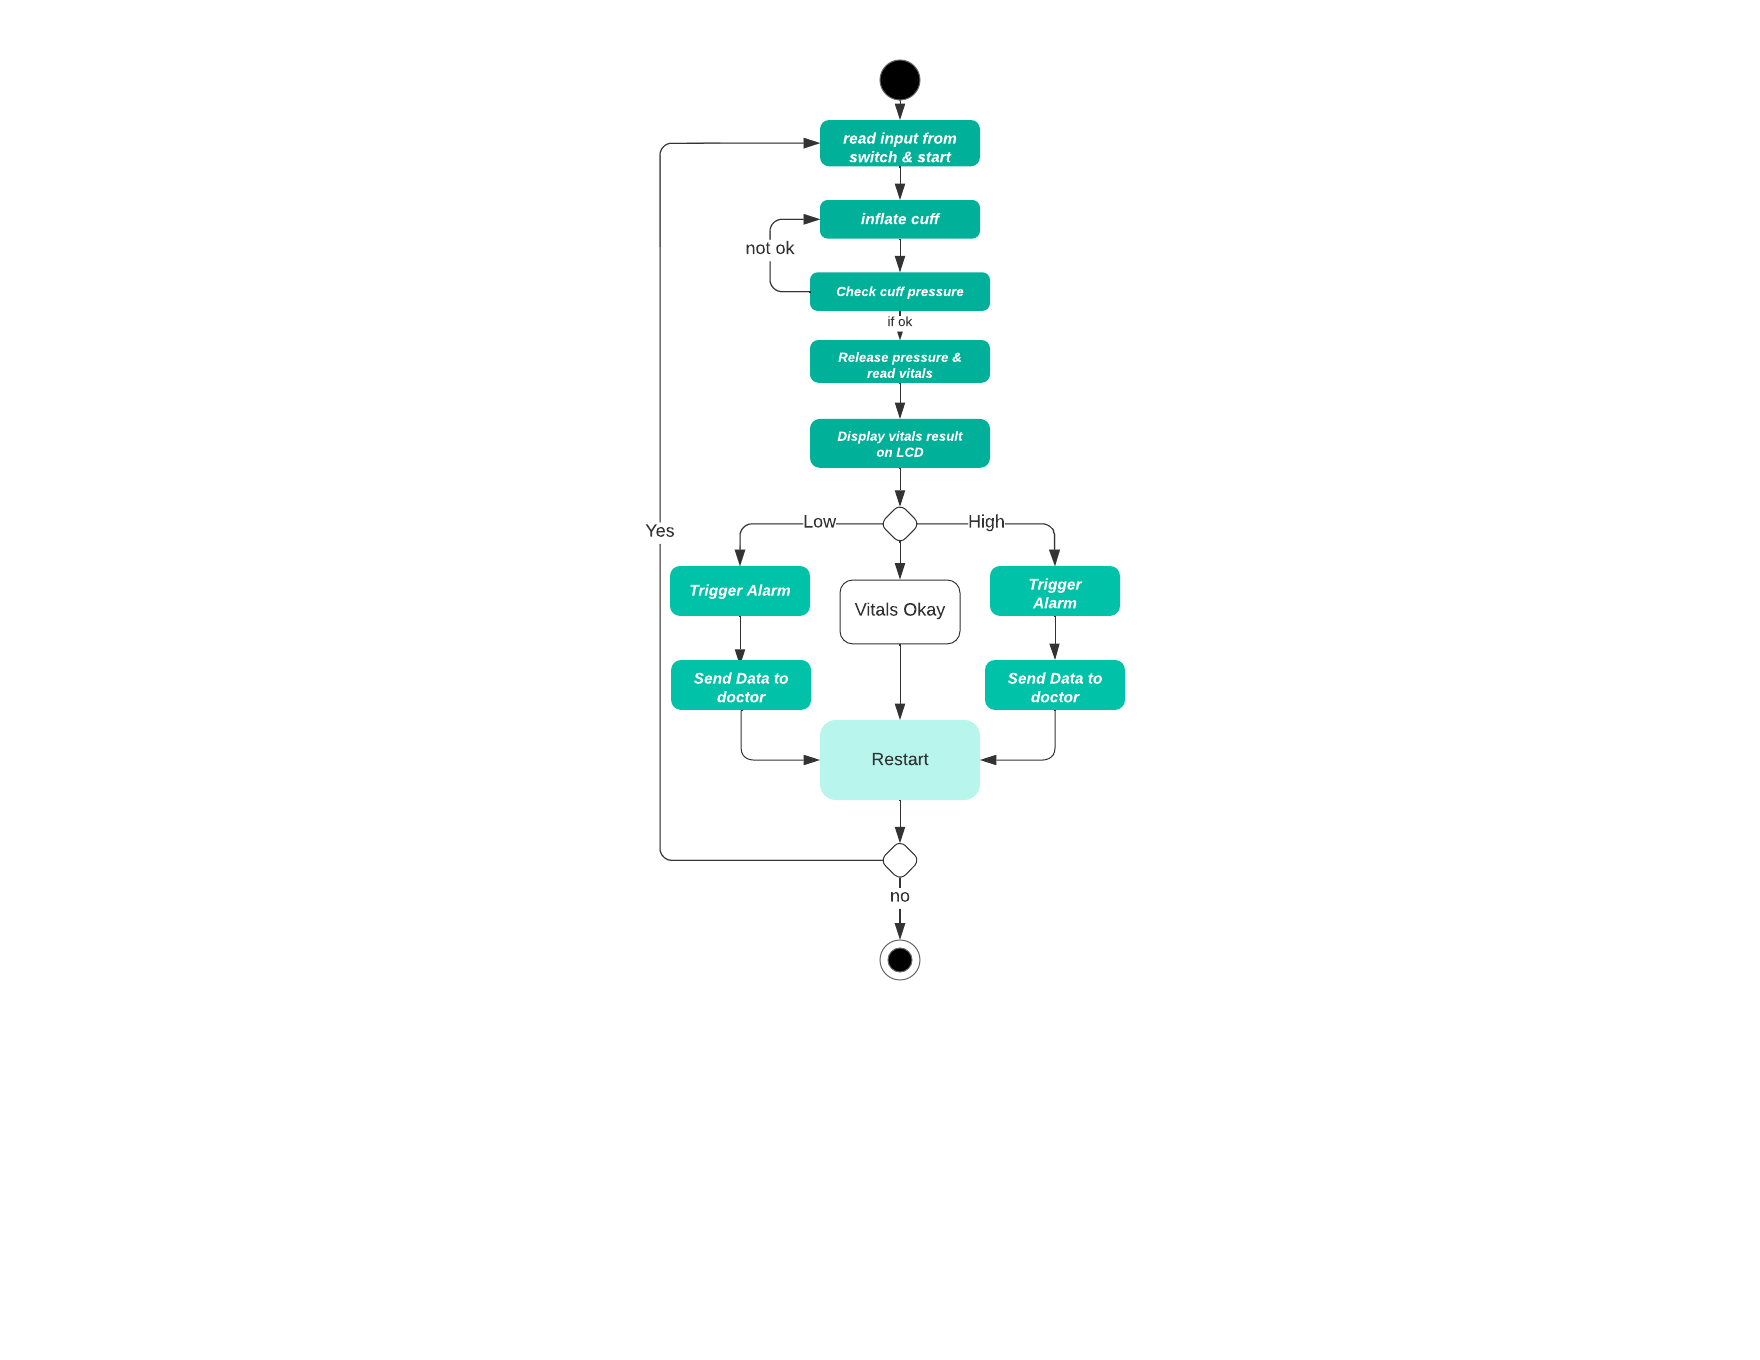 read input from
switch & start
inflate cuff
not ok
Check cuff pressure
if ok
Release pressure &
read vitals
Display vitals result
on LCD
Low
High
Yes
Trigger Alarm
Vitals Okay
Trigger
Alarm
Send Data to
doctor
Send Data to
doctor
Restart
no